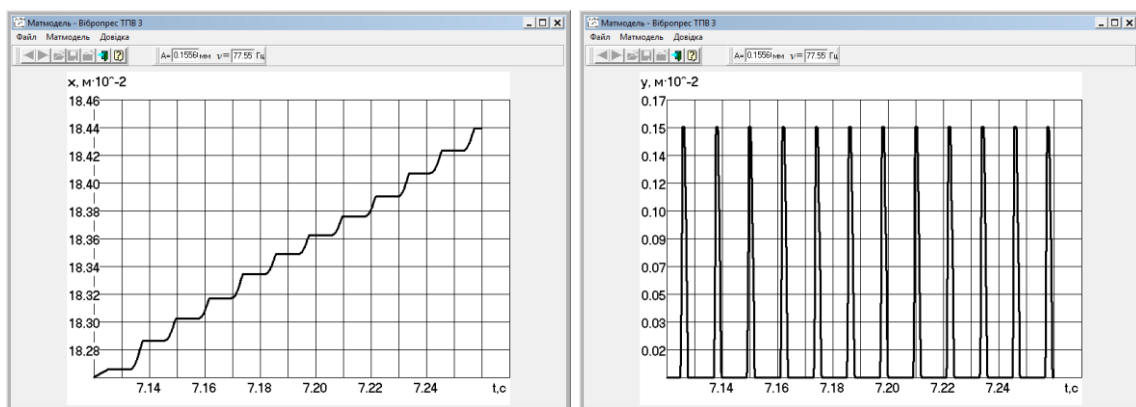 Матмодель - Вібропрес ТПВ 3
Файл Матмодель Довідка
A= 0.1556 мм ν= 77.55 Гц
x, м·10^-2
18.46
18.44
18.42
18.40
18.38
18.36
18.34
18.32
18.30
18.28
7.14 7.16 7.18 7.20 7.22 7.24 t,c
Матмодель - Вібропрес ТПВ 3
Файл Матмодель Довідка
A= 0.1556 мм ν= 77.55 Гц
y, м·10^-2
0.17
0.15
0.14
0.12
0.10
0.09
0.07
0.05
0.03
0.02
7.14 7.16 7.18 7.20 7.22 7.24 t,c